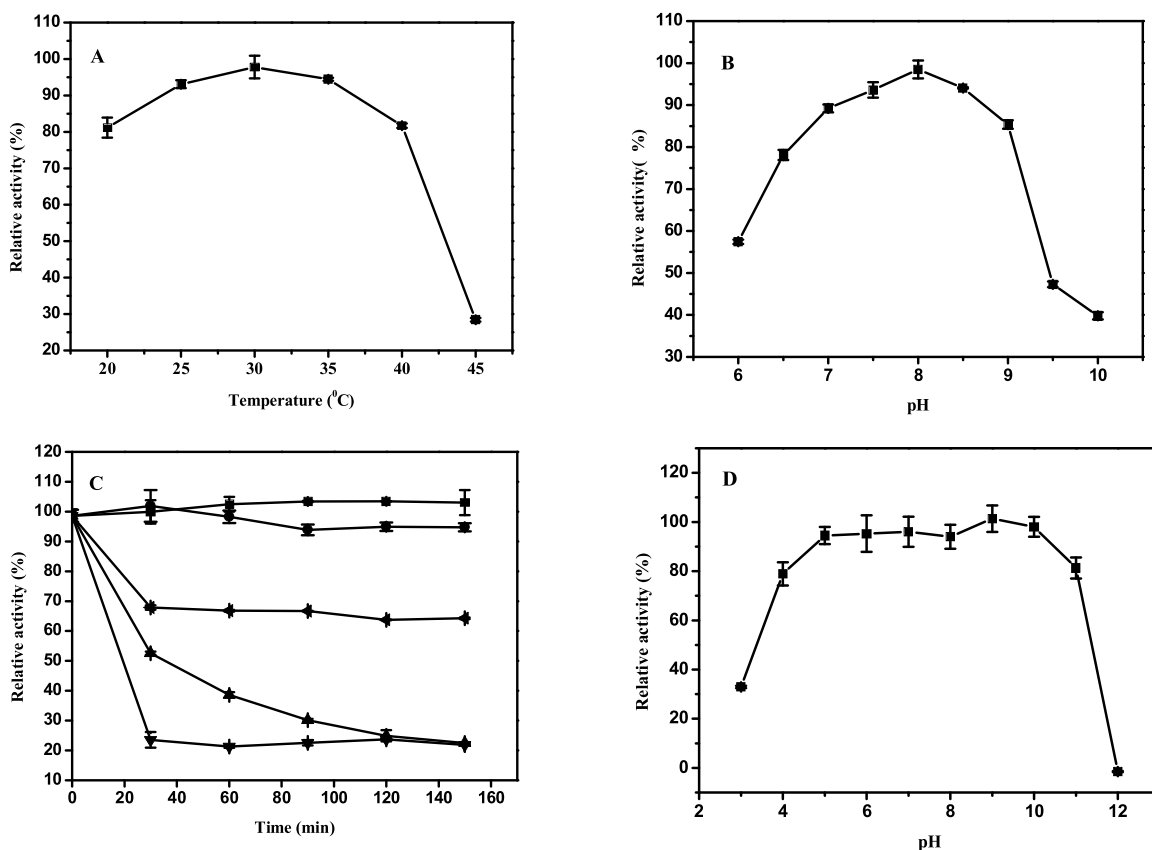 A
Relative activity (%)
110
100
90
80
70
60
50
40
30
20
20 25 30 35 40 45
Temperature (⁰C)
B
Relative activity( %)
110
100
90
80
70
60
50
40
30
6 7 8 9 10
pH
C
Relative activity (%)
120
110
100
90
80
70
60
50
40
30
20
10
0 20 40 60 80 100 120 140 160
Time (min)
D
Relative activity (%)
120
100
80
60
40
20
0
2 4 6 8 10 12
pH